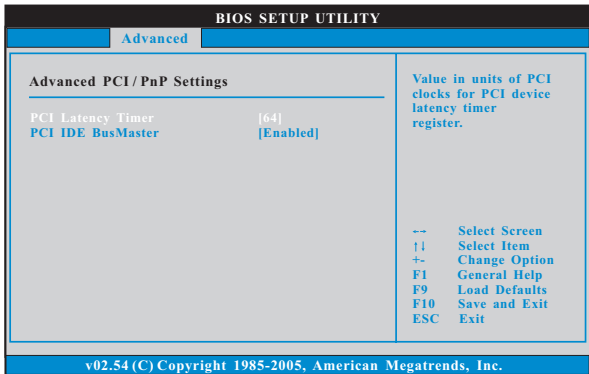 BIOS SETUP UTILITY
Advanced
Advanced PCI / PnP Settings
PCI Latency Timer [64]
PCI IDE BusMaster [Enabled]
Value in units of PCI
clocks for PCI device
latency timer
register.
←→ Select Screen
↑↓ Select Item
+- Change Option
F1 General Help
F9 Load Defaults
F10 Save and Exit
ESC Exit
v02.54 (C) Copyright 1985-2005, American Megatrends, Inc.